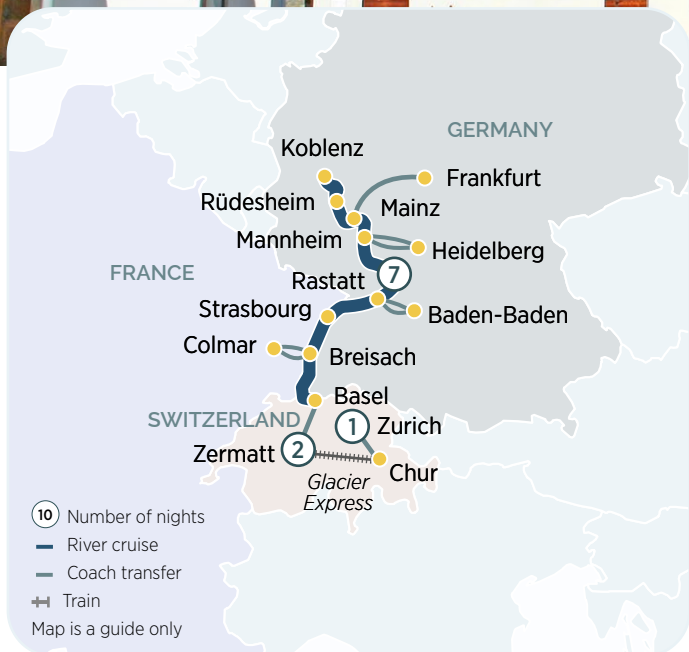 GERMANY
Koblenz
Frankfurt
Rüdesheim
Mainz
Mannheim
Heidelberg
FRANCE
7
Rastatt
Strasbourg
Baden-Baden
Colmar
Breisach
Basel
SWITZERLAND
1
Zurich
Zermatt
2
Chur
Glacier
Express
10 Number of nights
River cruise
Coach transfer
Train
Map is a guide only